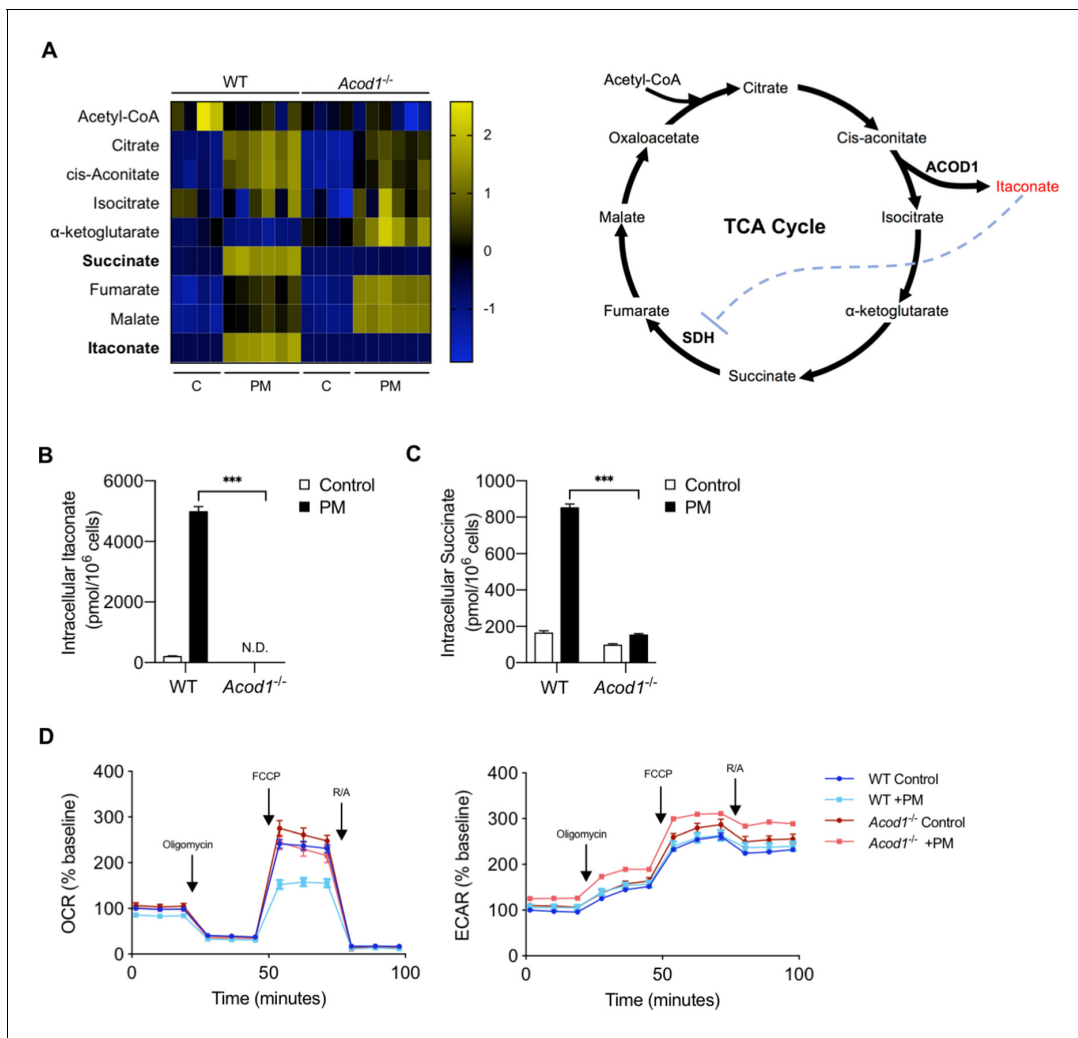 A
WT
Acod1-/-
Acetyl-CoA
Citrate
cis-Aconitate
Isocitrate
α-ketoglutarate
Succinate
Fumarate
Malate
Itaconate
C
PM
C
PM
2
1
0
-1
Acetyl-CoA
Citrate
Oxaloacetate
Cis-aconitate
ACOD1
Itaconate
Malate
TCA Cycle
Isocitrate
Fumarate
α-ketoglutarate
SDH
Succinate
B
Intracellular Itaconate
(pmol/10⁶ cells)
6000
4000
2000
0
***
N.D.
WT
Acod1-/-
Control
PM
C
Intracellular Succinate
(pmol/10⁶ cells)
1000
800
600
400
200
0
***
WT
Acod1-/-
Control
PM
D
OCR (% baseline)
400
300
200
100
0
Oligomycin
FCCP
R/A
0
50
100
Time (minutes)
ECAR (% baseline)
400
300
200
100
0
Oligomycin
FCCP
R/A
0
50
100
Time (minutes)
WT Control
WT +PM
Acod1-/- Control
Acod1-/- +PM